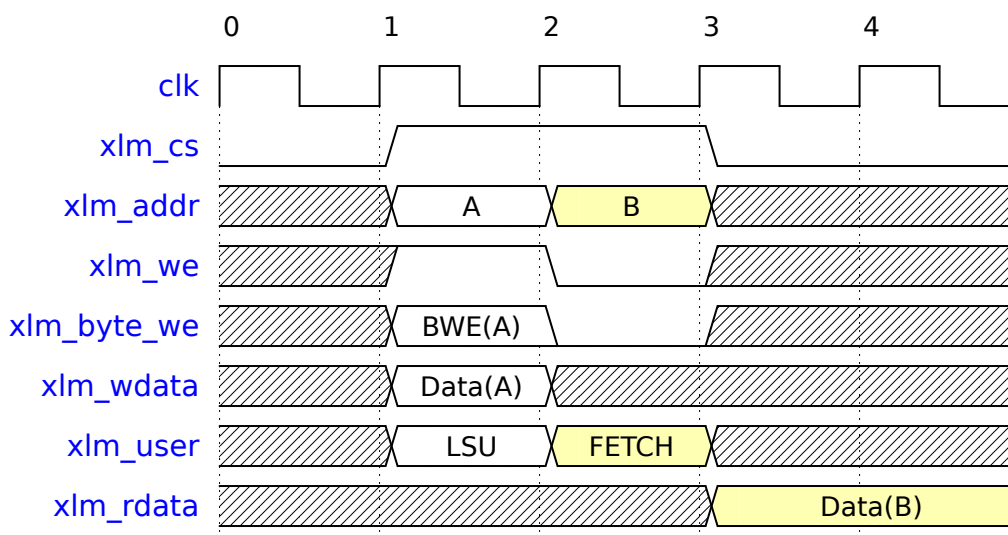 0 1 2 3 4
clk
xlm_cs
xlm_addr A B
xlm_we
xlm_byte_we BWE(A)
xlm_wdata Data(A)
xlm_user LSU FETCH
xlm_rdata Data(B)